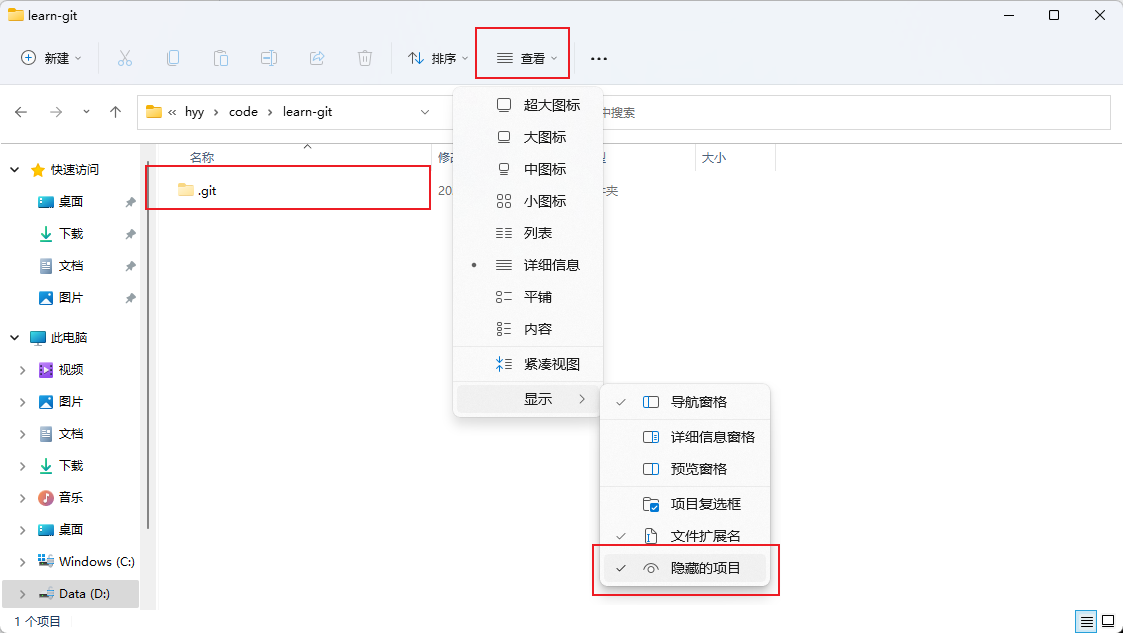 learn-git
新建
排序
查看
«
hyy
code
learn-git
中搜索
名称
修改
型
大小
.git
20
夹
快速访问
桌面
下载
文档
图片
此电脑
视频
图片
文档
下载
音乐
桌面
Windows (C:)
Data (D:)
超大图标
大图标
中图标
小图标
列表
详细信息
平铺
内容
紧凑视图
显示
导航窗格
详细信息窗格
预览窗格
项目复选框
文件扩展名
隐藏的项目
1 个项目